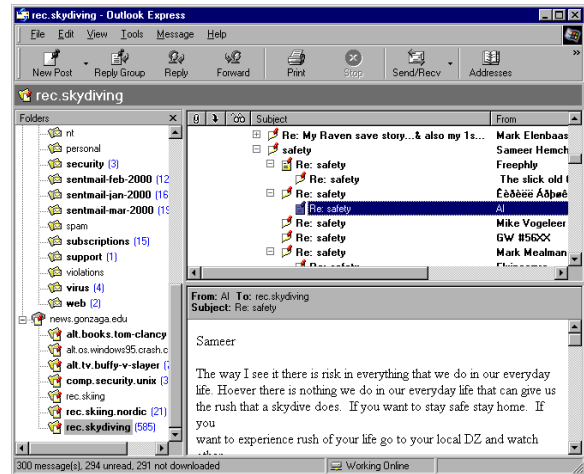 rec.skydiving - Outlook Express
File Edit View Tools Message Help
New Post Reply Group Reply Forward Print Stop Send/Recv Addresses »
rec.skydiving
Folders ×
Subject From
nt
personal
security (3)
sentmail-feb-2000 (12
sentmail-jan-2000 (16
sentmail-mar-2000 (19
spam
subscriptions (15)
support (1)
violations
virus (4)
web (2)
news.gonzaga.edu
alt.books.tom-clancy
alt.os.windows95.crash.c
alt.tv.buffy-v-slayer (7
comp.security.unix (3
rec.skiing
rec.skiing.nordic (21)
rec.skydiving (585)
Re: My Raven save story...& also my 1s... Mark Elenbaas
safety Sameer Hemch
Re: safety Freephly
Re: safety The slick old
Re: safety Êèðèëë Áðþøê
Re: safety Al
Re: safety Mike Vogeleer
Re: safety GW #56XX
Re: safety Mark Mealman
From: Al To: rec.skydiving
Subject: Re: safety
Sameer
The way I see it there is risk in everything that we do in our everyday
life. Hoever there is nothing we do in our everyday life that can give us
the rush that a skydive does. If you want to stay safe stay home. If
you
want to experience rush of your life go to your local DZ and watch
300 message(s), 294 unread, 291 not downloaded Working Online